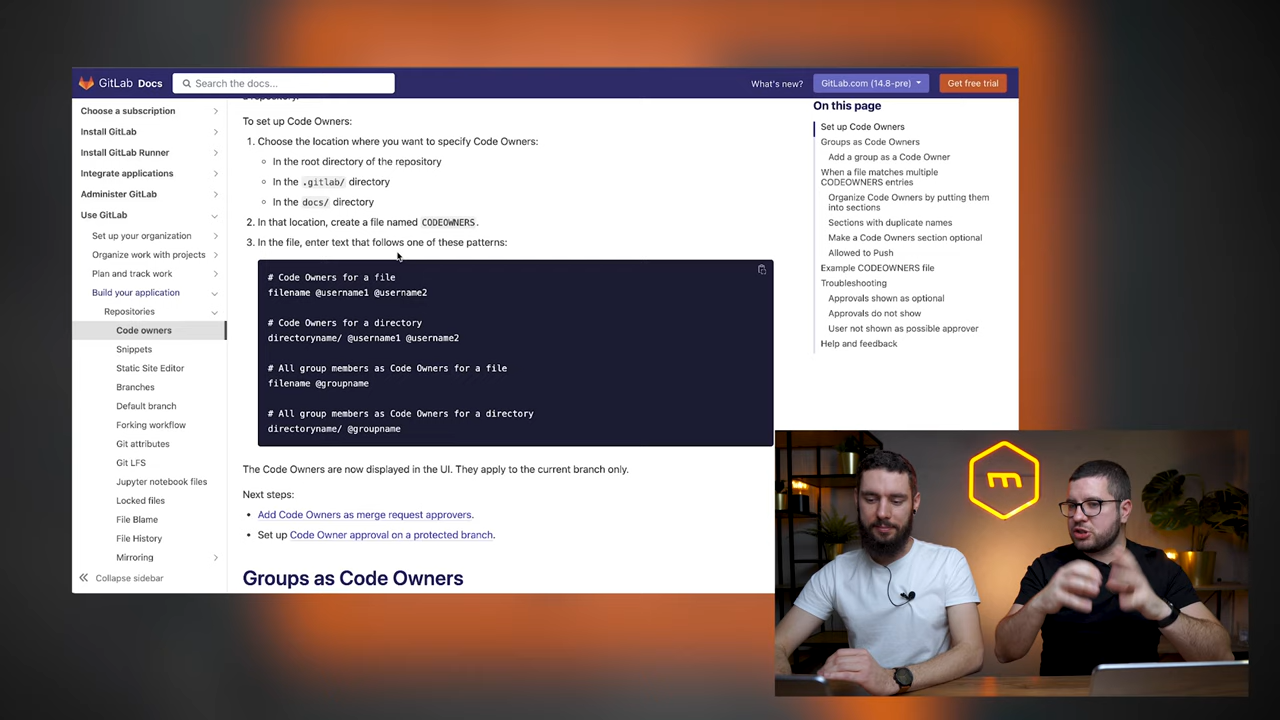 GitLab Docs
Search the docs...
What's new?
GitLab.com (14.8-pre)
Get free trial
Choose a subscription
Install GitLab
Install GitLab Runner
Integrate applications
Administer GitLab
Use GitLab
Set up your organization
Organize work with projects
Plan and track work
Build your application
Repositories
Code owners
Snippets
Static Site Editor
Branches
Default branch
Forking workflow
Git attributes
Git LFS
Jupyter notebook files
Locked files
File Blame
File History
Mirroring
Collapse sidebar
To set up Code Owners:
1. Choose the location where you want to specify Code Owners:
In the root directory of the repository
In the .gitlab/ directory
In the docs/ directory
2. In that location, create a file named CODEOWNERS.
3. In the file, enter text that follows one of these patterns:
# Code Owners for a file
filename @username1 @username2
# Code Owners for a directory
directoryname/ @username1 @username2
# All group members as Code Owners for a file
filename @groupname
# All group members as Code Owners for a directory
directoryname/ @groupname
The Code Owners are now displayed in the UI. They apply to the current branch only.
Next steps:
Add Code Owners as merge request approvers.
Set up Code Owner approval on a protected branch.
Groups as Code Owners
On this page
Set up Code Owners
Groups as Code Owners
Add a group as a Code Owner
When a file matches multiple
CODEOWNERS entries
Organize Code Owners by putting them
into sections
Sections with duplicate names
Make a Code Owners section optional
Allowed to Push
Example CODEOWNERS file
Troubleshooting
Approvals shown as optional
Approvals do not show
User not shown as possible approver
Help and feedback
m